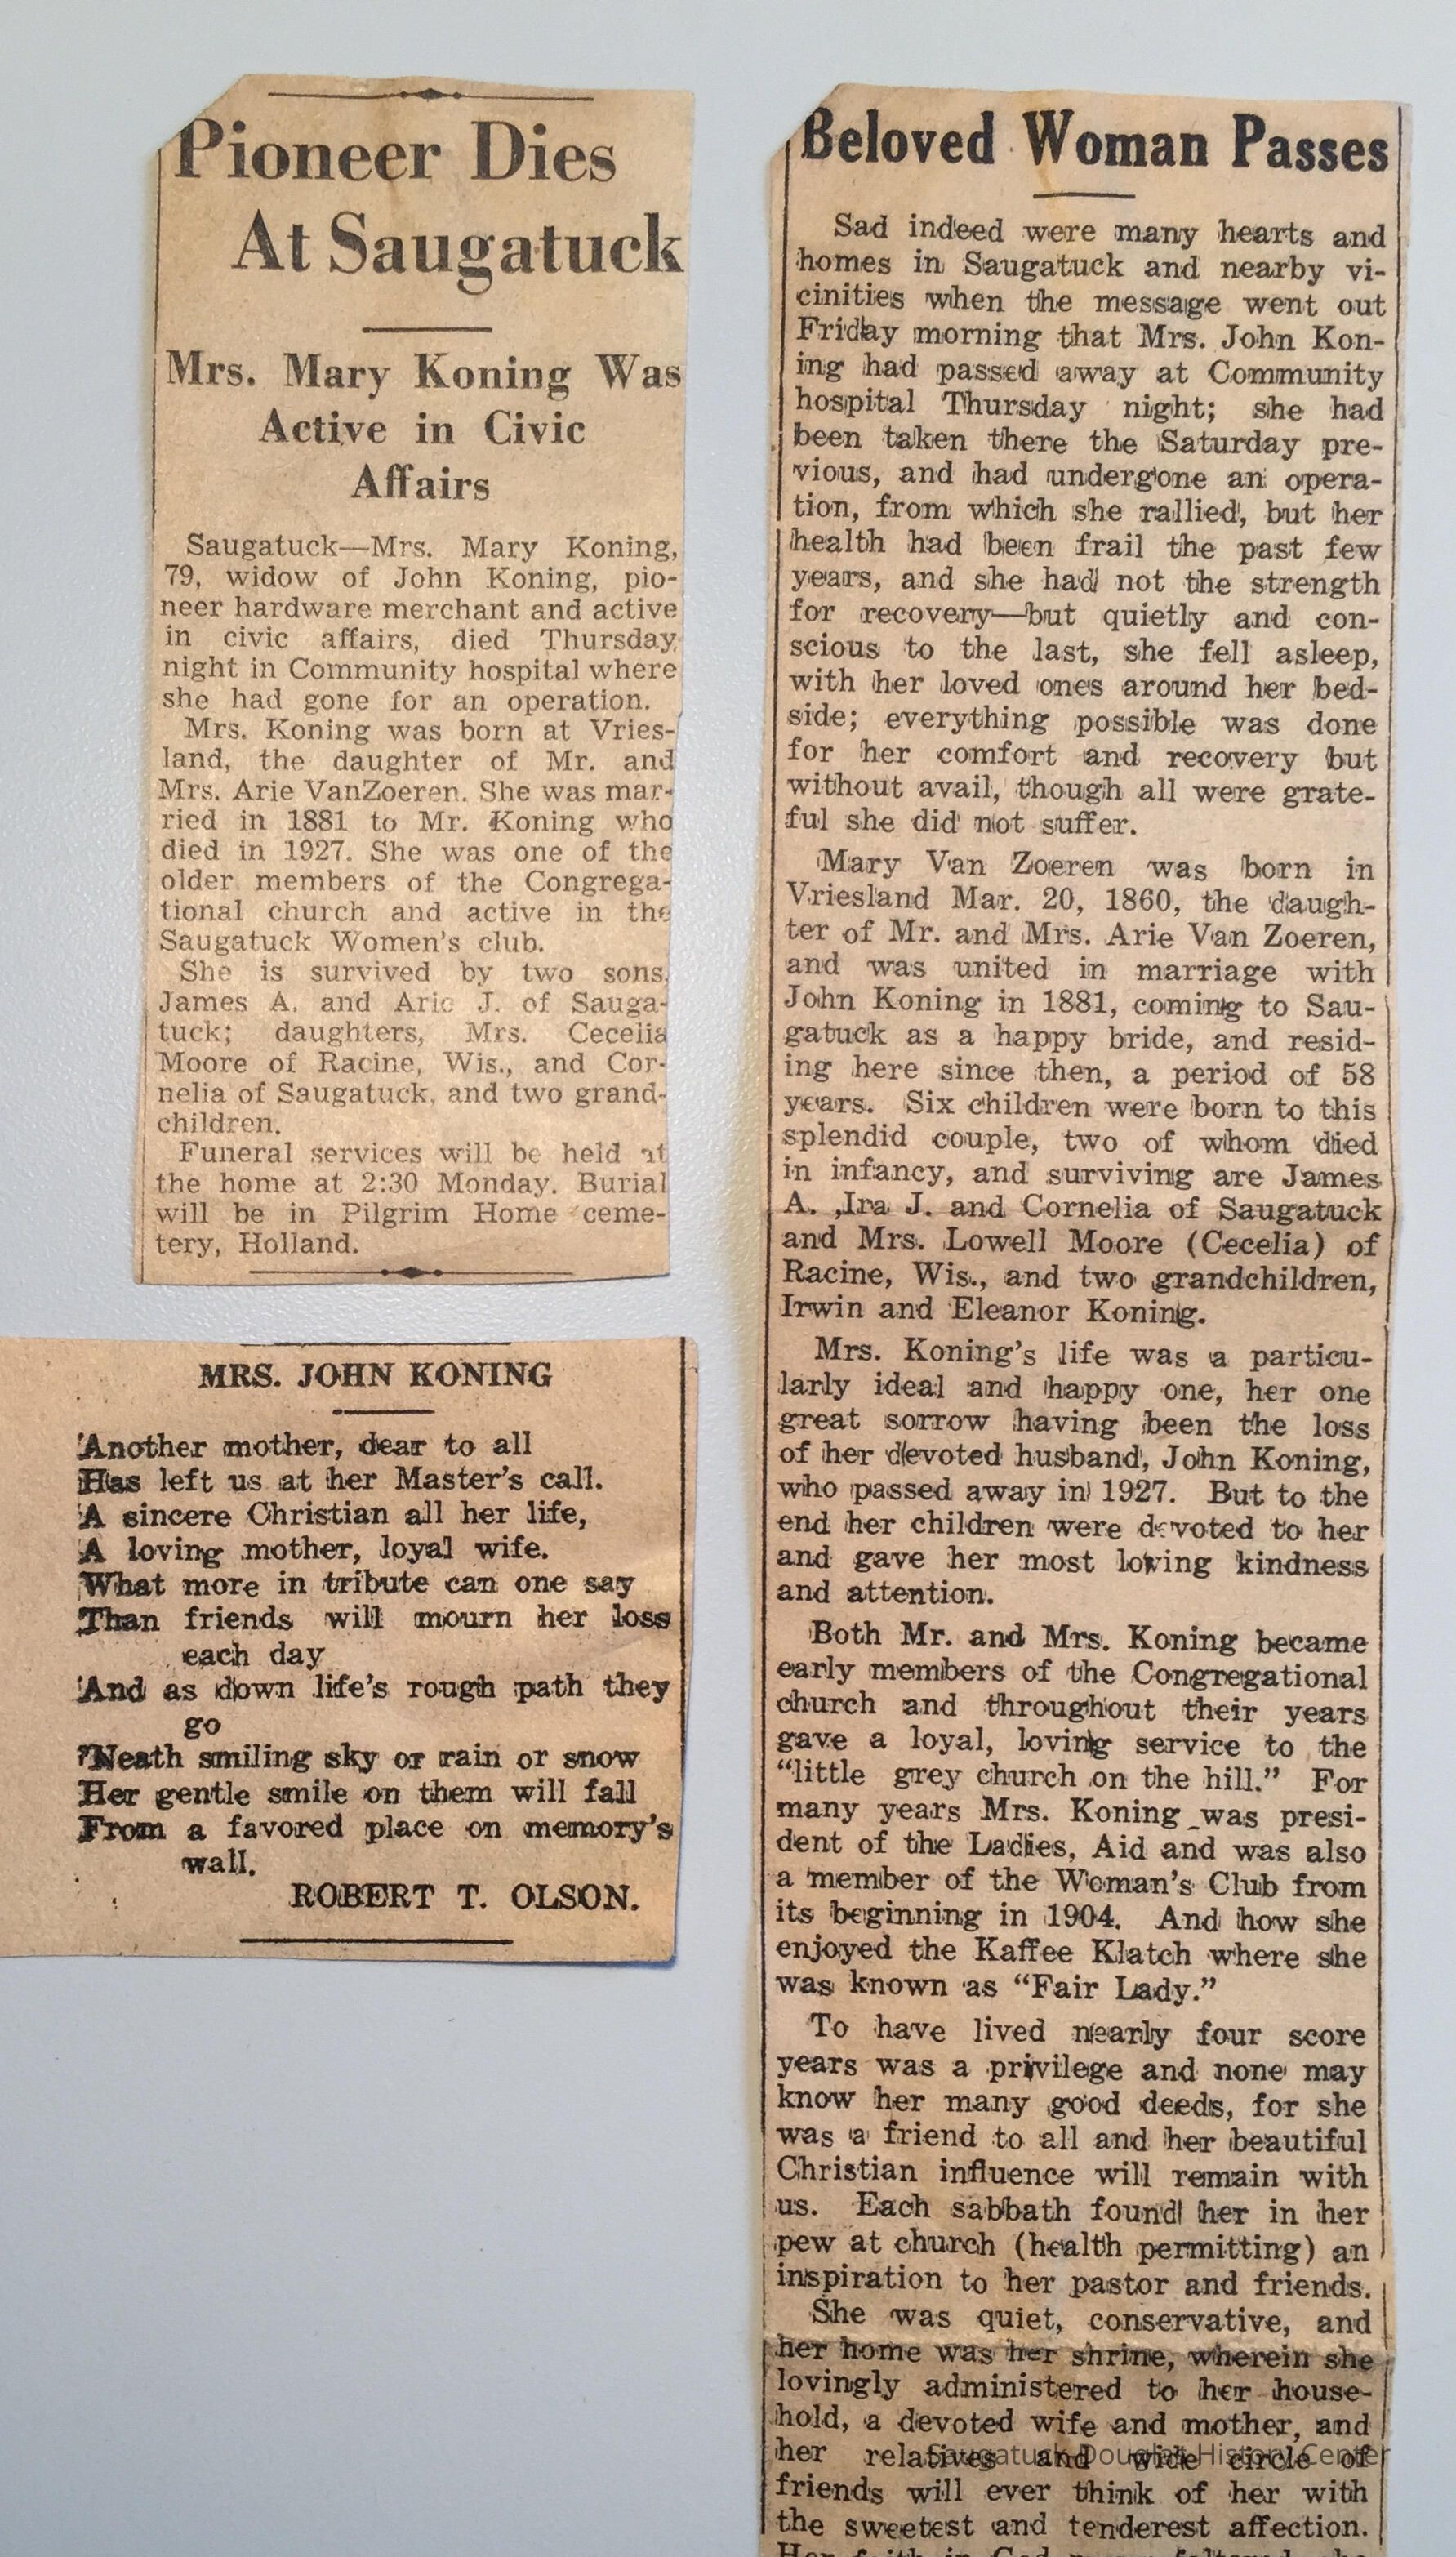 Pioneer Dies
At Saugatuck
Mrs. Mary Koning Was
Active in Civic
Affairs
Saugatuck—Mrs. Mary Koning,
79, widow of John Koning, pio-
neer hardware merchant and active
in civic affairs, died Thursday
night in Community hospital where
she had gone for an operation.
Mrs. Koning was born at Vries-
land, the daughter of Mr. and
Mrs. Arie VanZoeren. She was mar-
ried in 1881 to Mr. Koning who
died in 1927. She was one of the
older members of the Congrega-
tional church and active in the
Saugatuck Women's club.
She is survived by two sons,
James A. and Arie J. of Sauga-
tuck; daughters, Mrs. Cecelia
Moore of Racine, Wis., and Cor-
nelia of Saugatuck, and two grand-
children.
Funeral services will be held at
the home at 2:30 Monday. Burial
will be in Pilgrim Home ceme-
tery, Holland.
MRS. JOHN KONING
Another mother, dear to all
Has left us at her Master's call.
A sincere Christian all her life,
A loving mother, loyal wife.
What more in tribute can one say
Than friends will mourn her loss
each day
And as down life's rough path they
go
'Neath smiling sky or rain or snow
Her gentle smile on them will fall
From a favored place on memory's
wall.
ROBERT T. OLSON.
Beloved Woman Passes
Sad indeed were many hearts and
homes in Saugatuck and nearby vi-
cinities when the message went out
Friday morning that Mrs. John Kon-
ing had passed away at Community
hospital Thursday night; she had
been taken there the Saturday pre-
vious, and had undergone an opera-
tion, from which she rallied, but her
health had been frail the past few
years, and she had not the strength
for recovery—but quietly and con-
scious to the last, she fell asleep,
with her loved ones around her bed-
side; everything possible was done
for her comfort and recovery but
without avail, though all were grate-
ful she did not suffer.
Mary Van Zoeren was born in
Vriesland Mar. 20, 1860, the daugh-
ter of Mr. and Mrs. Arie Van Zoeren,
and was united in marriage with
John Koning in 1881, coming to Sau-
gatuck as a happy bride, and resid-
ing here since then, a period of 58
years. Six children were born to this
splendid couple, two of whom died
in infancy, and surviving are James
A. ,Ira J. and Cornelia of Saugatuck
and Mrs. Lowell Moore (Cecelia) of
Racine, Wis., and two grandchildren,
Irwin and Eleanor Koning.
Mrs. Koning's life was a particu-
larly ideal and happy one, her one
great sorrow having been the loss
of her devoted husband, John Koning,
who passed away in 1927. But to the
end her children were devoted to her
and gave her most loving kindness
and attention.
Both Mr. and Mrs. Koning became
early members of the Congregational
church and throughout their years
gave a loyal, loving service to the
"little grey church on the hill." For
many years Mrs. Koning was presi-
dent of the Ladies, Aid and was also
a member of the Woman's Club from
its beginning in 1904. And how she
enjoyed the Kaffee Klatch where she
was known as "Fair Lady."
To have lived nearly four score
years was a privilege and none may
know her many good deeds, for she
was a friend to all and her beautiful
Christian influence will remain with
us. Each sabbath found her in her
pew at church (health permitting) an
inspiration to her pastor and friends.
She was quiet, conservative, and
her home was her shrine, wherein she
lovingly administered to her house-
hold, a devoted wife and mother, and
her relatives and wide circle of
Saugatuck-Douglas History Center
friends will ever think of her with
the sweetest and tenderest affection.